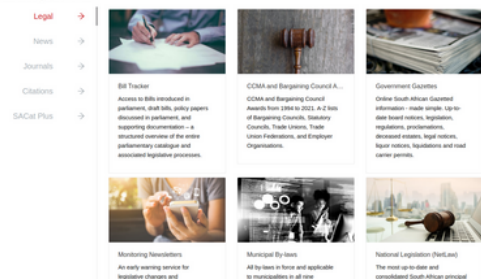 Legal
News
Journals
Citations
SACat Plus
Bill Tracker
Access to Bills introduced in
parliament, draft bills, policy papers
discussed in parliament, and
supporting documentation – a
structured overview of the entire
parliamentary catalogue and
associated legislative processes.
CCMA and Bargaining Council A...
CCMA and Bargaining Council
Awards from 1994 to 2021. A-Z lists
of Bargaining Councils, Statutory
Councils, Trade Unions, Trade
Union Federations, and Employer
Organisations.
Government Gazettes
Online South African Gazetted
information - made simple. Up-to-
date board notices, legislation,
regulations, proclamations,
deceased estates, legal notices,
liquor notices, liquidations and road
carrier permits.
Monitoring Newsletters
An early warning service for
legislative changes and
Municipal By-laws
All by-laws in force and applicable
to municipalities in all nine
National Legislation (NetLaw)
The most up-to-date and
consolidated South African principal